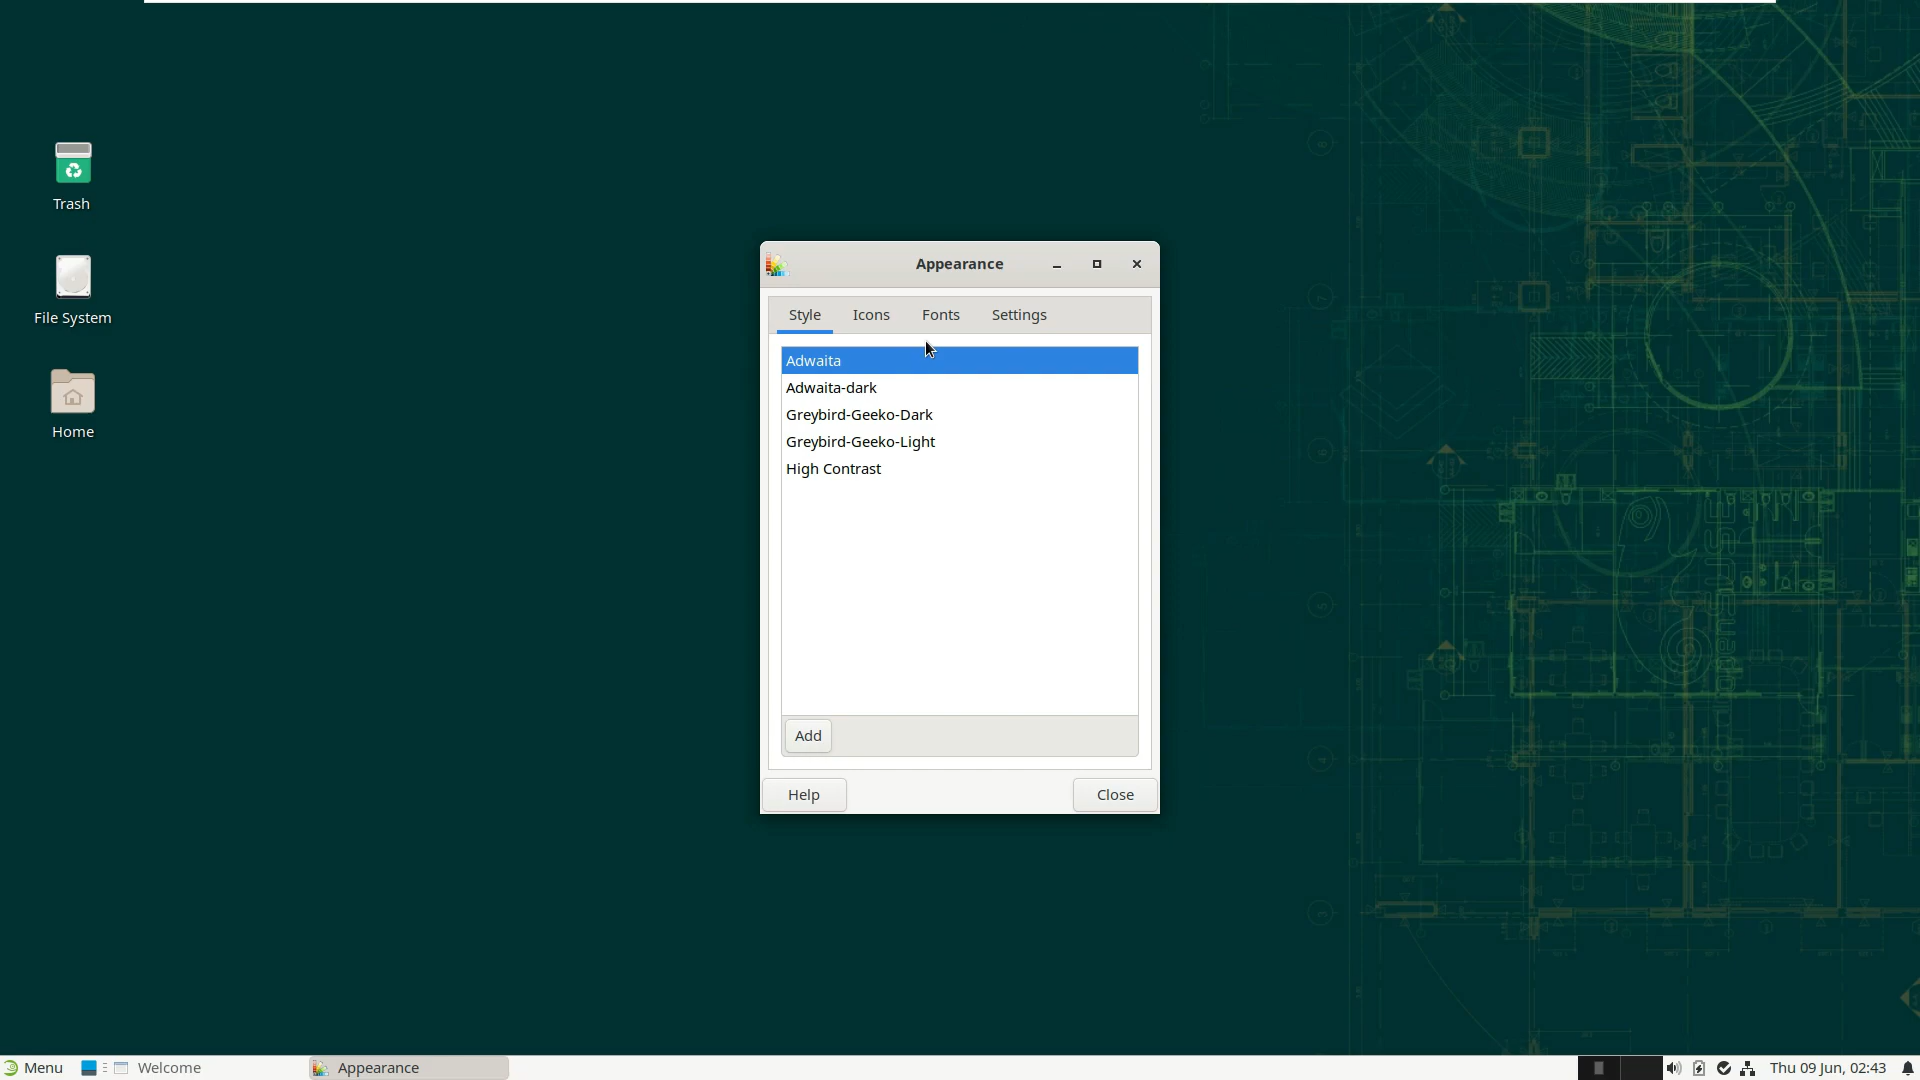 Trash
File System
Home
Appearance
Style Icons Fonts Settings
Adwaita
Adwaita-dark
Greybird-Geeko-Dark
Greybird-Geeko-Light
High Contrast
Add
Help Close
openSUSE
Menu Welcome Appearance Thu 09 Jun, 02:43